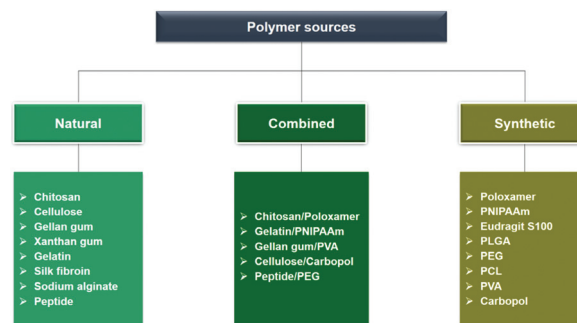 Polymer sources
Natural
Combined
Synthetic
➢ Chitosan
➢ Cellulose
➢ Gellan gum
➢ Xanthan gum
➢ Gelatin
➢ Silk fibroin
➢ Sodium alginate
➢ Peptide
➢ Chitosan/Poloxamer
➢ Gelatin/PNIPAAm
➢ Gellan gum/PVA
➢ Cellulose/Carbopol
➢ Peptide/PEG
➢ Poloxamer
➢ PNIPAAm
➢ Eudragit S100
➢ PLGA
➢ PEG
➢ PCL
➢ PVA
➢ Carbopol